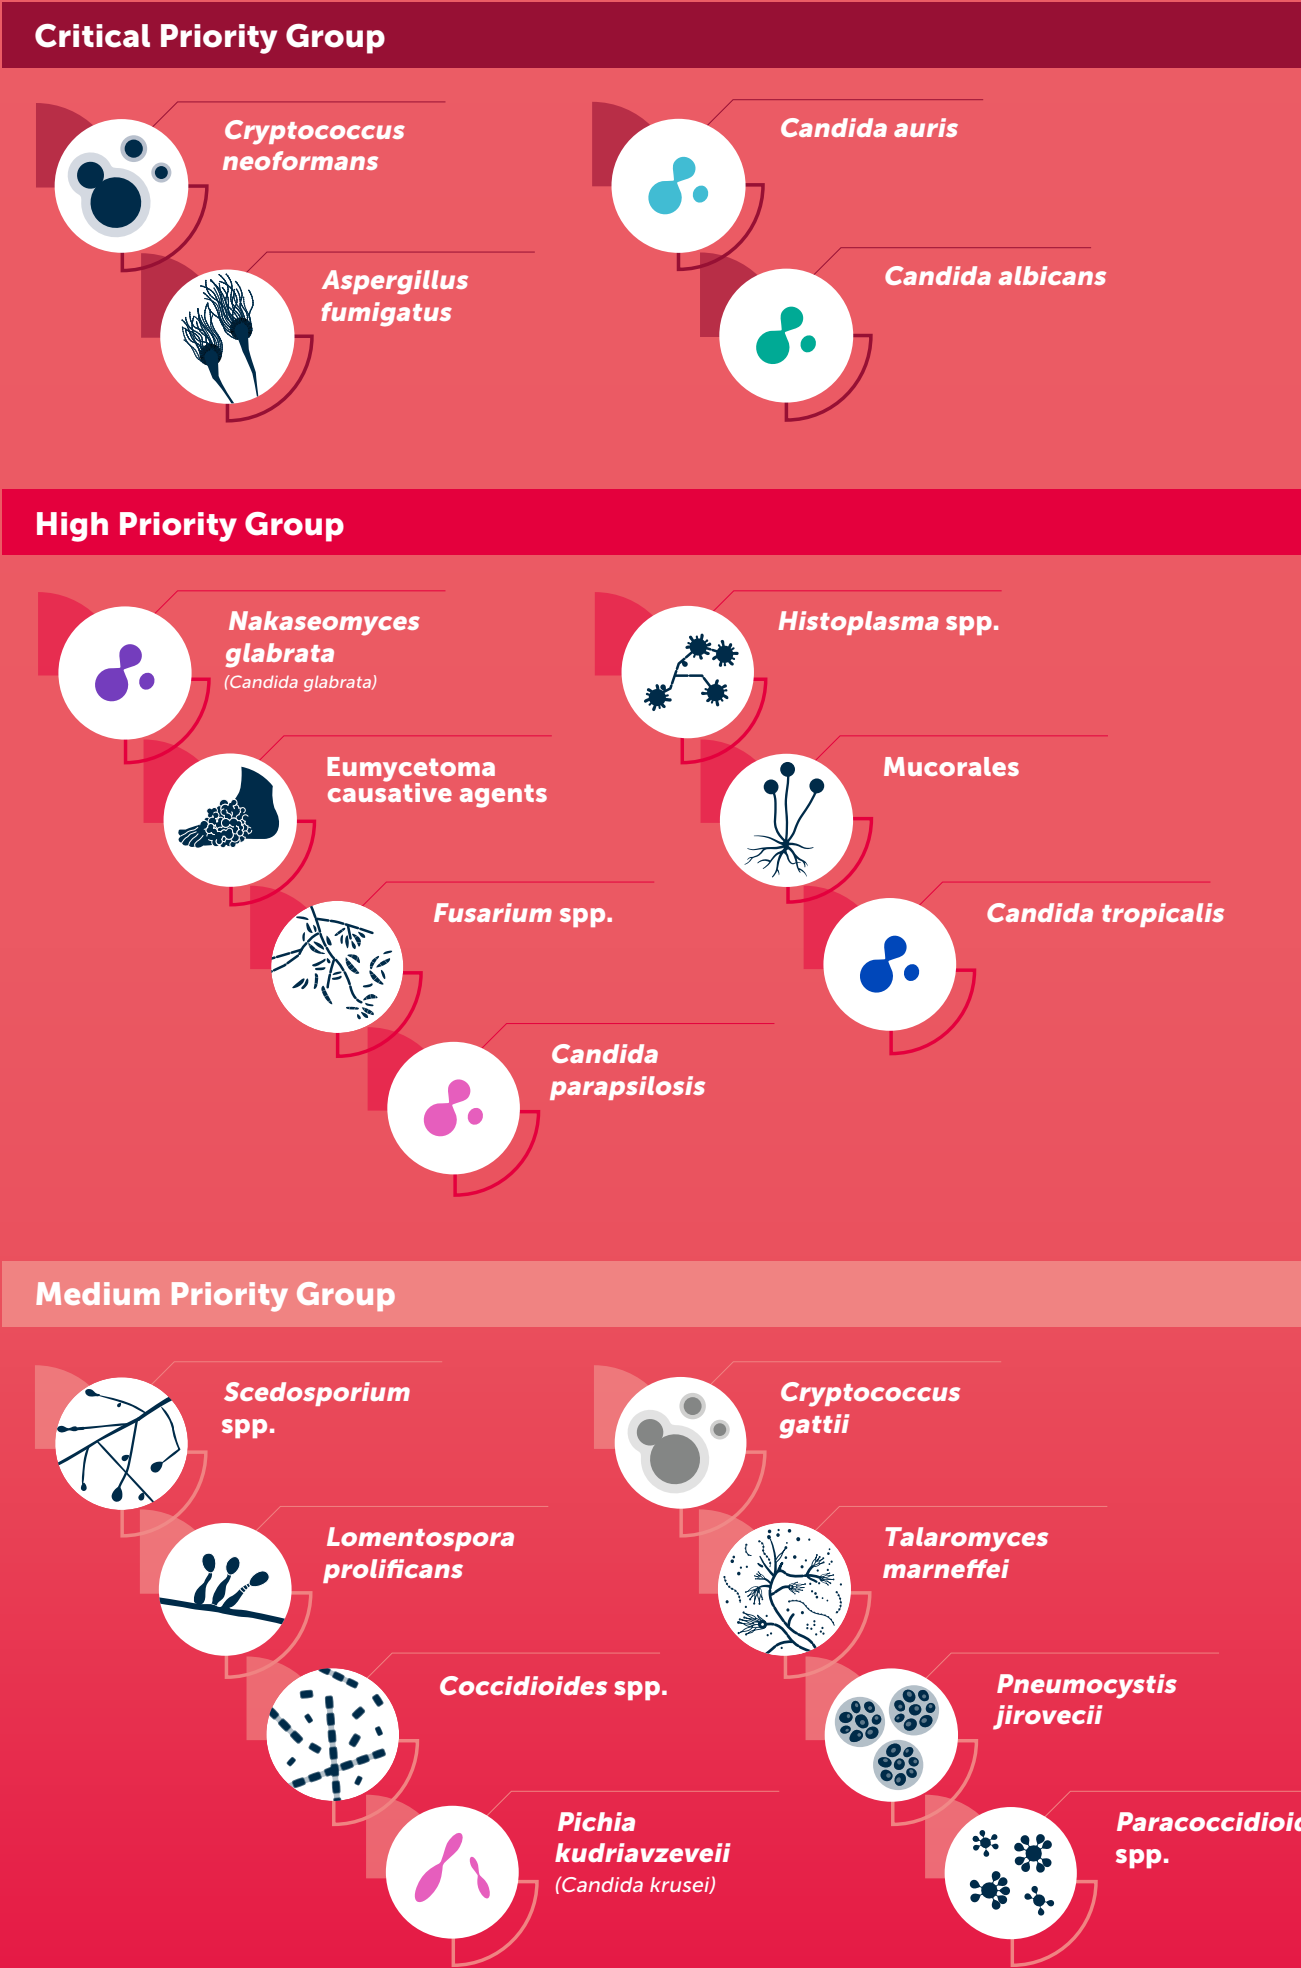 Critical Priority Group
Cryptococcus
neoformans
Aspergillus
fumigatus
Candida auris
Candida albicans
High Priority Group
Nakaseomyces
glabrata
(Candida glabrata)
Eumycetoma
causative agents
Fusarium spp.
Candida
parapsilosis
Histoplasma spp.
Mucorales
Candida tropicalis
Medium Priority Group
Scedosporium
spp.
Lomentospora
prolificans
Coccidioides spp.
Pichia
kudriavzeveii
(Candida krusei)
Cryptococcus
gattii
Talaromyces
marneffei
Pneumocystis
jirovecii
spp.